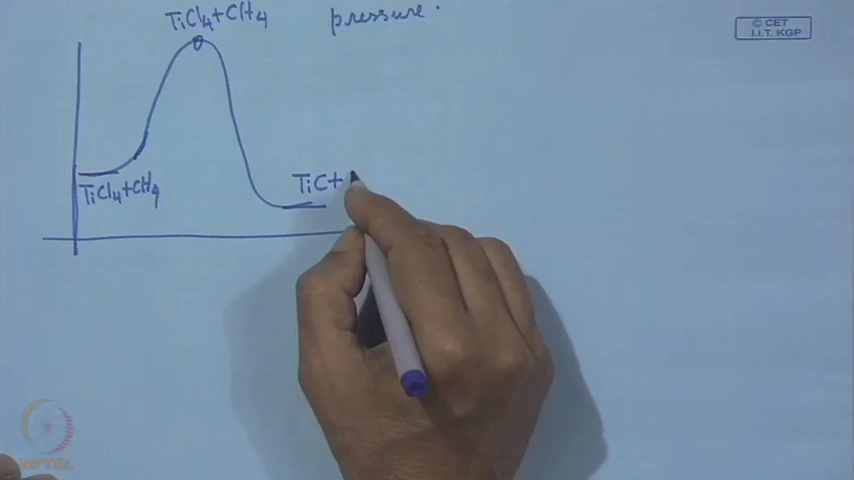 TiCl4+CH4
pressure.
© CET
I.I.T. KGP
TiCl4+CH4
TiC+
NPTEL